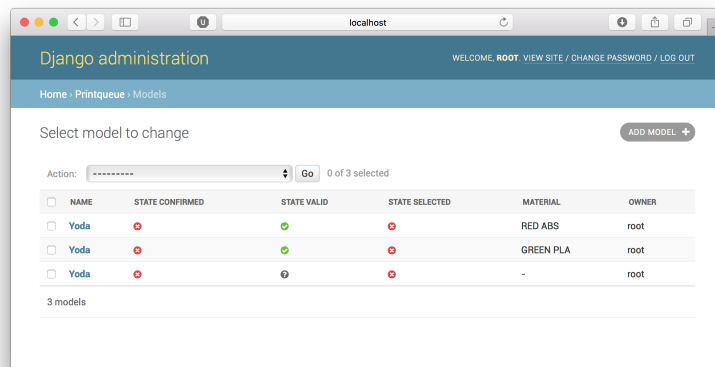 localhost
Django administration
WELCOME, ROOT. VIEW SITE / CHANGE PASSWORD / LOG OUT
Home › Printqueue › Models
Select model to change
ADD MODEL +
Action: --------- Go 0 of 3 selected
NAME STATE CONFIRMED STATE VALID STATE SELECTED MATERIAL OWNER
Yoda RED ABS root
Yoda GREEN PLA root
Yoda ? - root
3 models